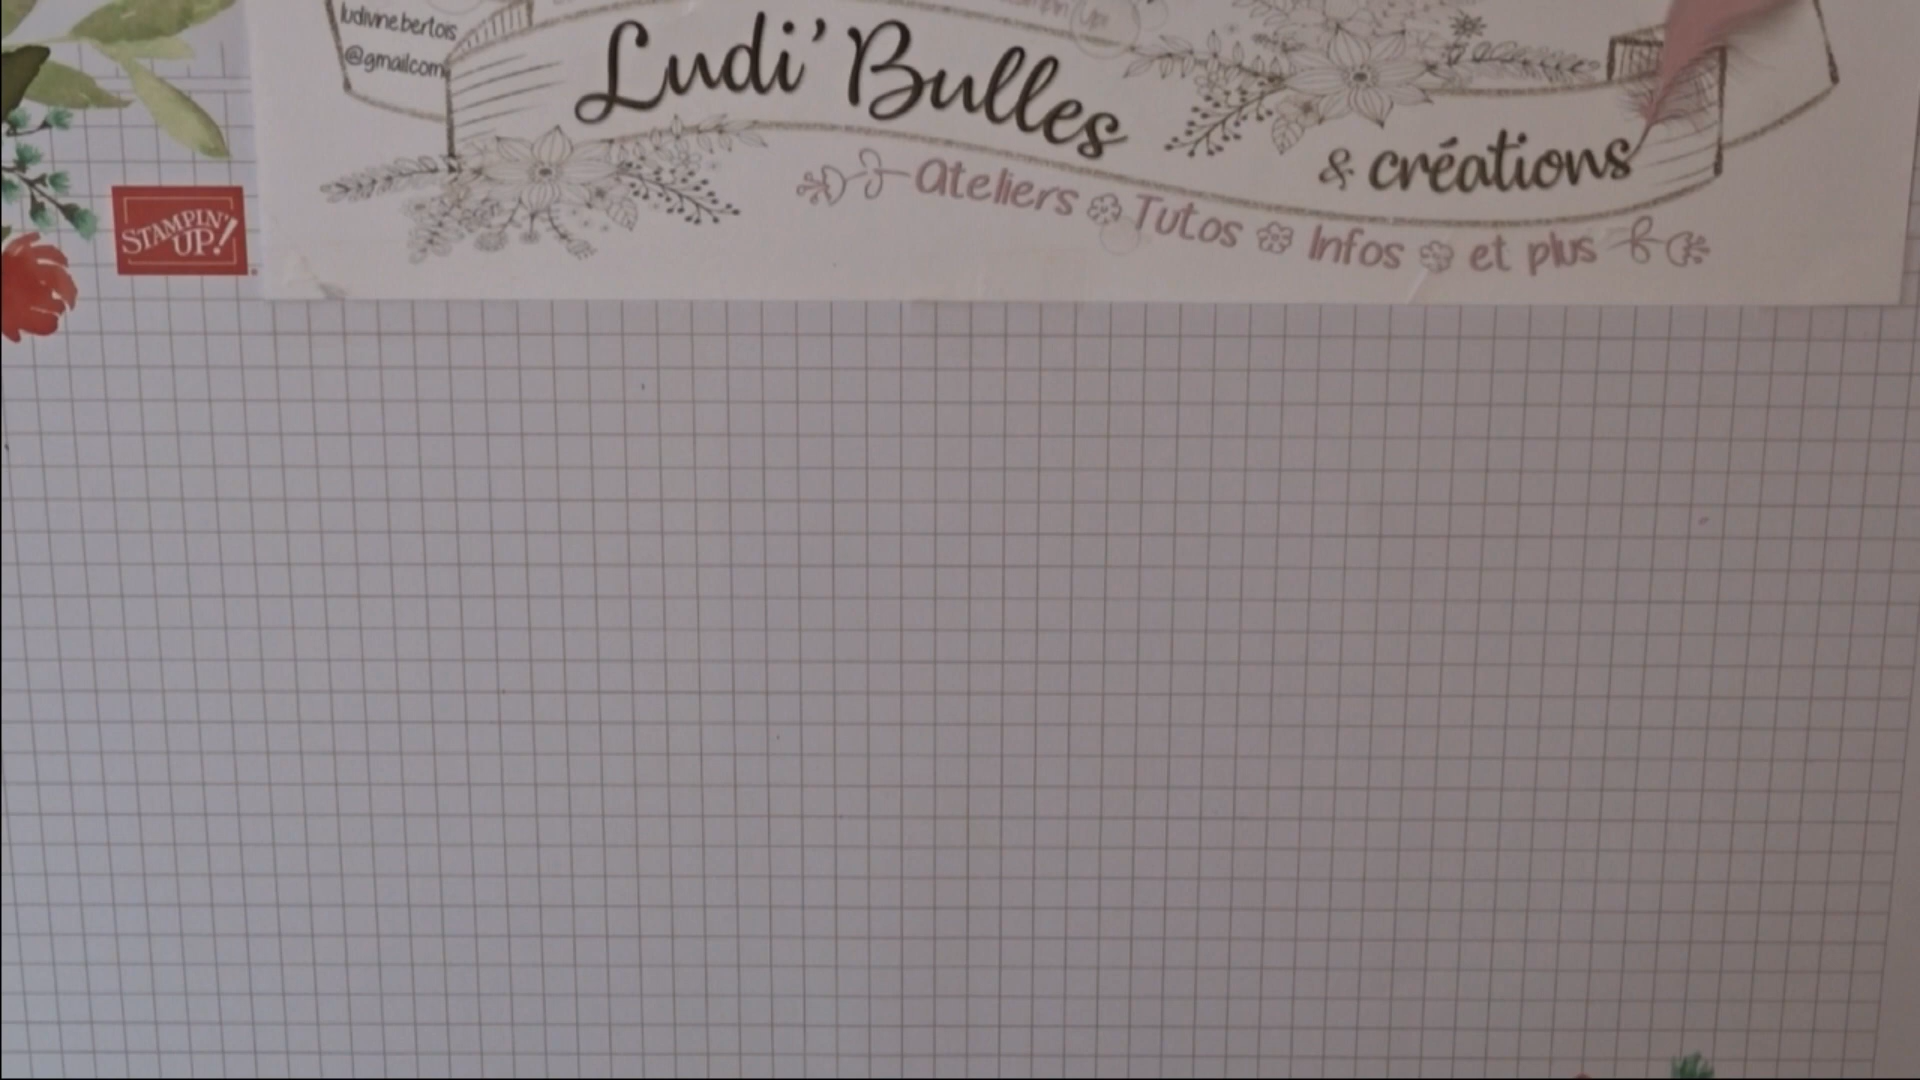 ludivine.bertois
@gmail.com
Ludi' Bulles
& créations
Ateliers Tutos Infos et plus
STAMPIN'
UP!